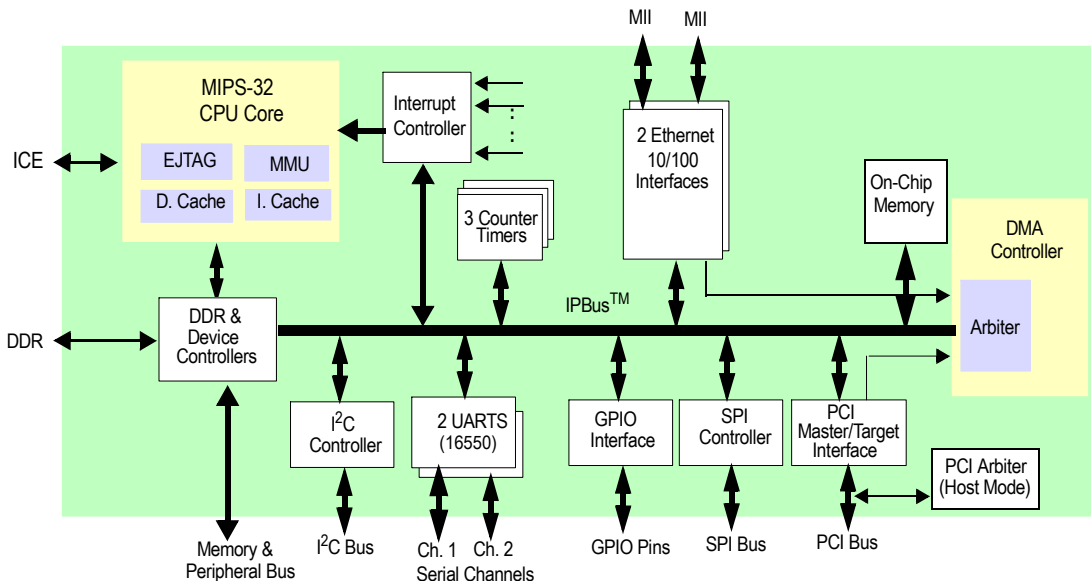 MII
MII
MIPS-32
CPU Core
EJTAG
MMU
D. Cache
I. Cache
ICE
Interrupt
Controller
2 Ethernet
10/100
Interfaces
3 Counter
Timers
On-Chip
Memory
DMA
Controller
Arbiter
IPBus™
DDR
DDR &
Device
Controllers
I²C
Controller
2 UARTS
(16550)
GPIO
Interface
SPI
Controller
PCI
Master/Target
Interface
PCI Arbiter
(Host Mode)
Memory &
Peripheral Bus
I²C Bus
Ch. 1
Ch. 2
Serial Channels
GPIO Pins
SPI Bus
PCI Bus